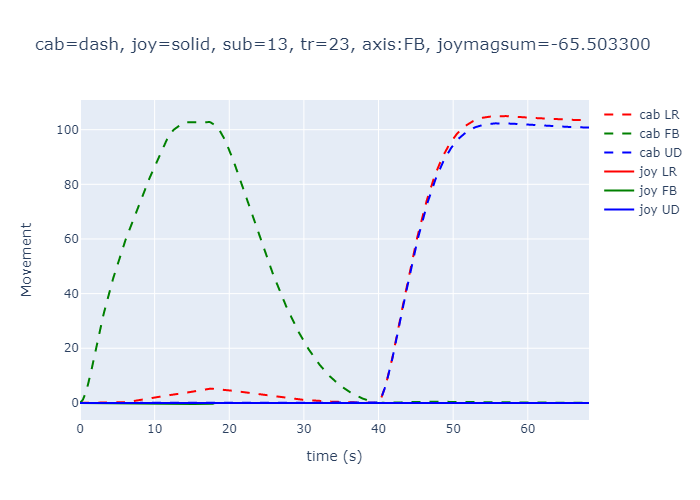 cab=dash, joy=solid, sub=13, tr=23, axis:FB, joymagsum=-65.503300
cab LR
cab FB
cab UD
joy LR
joy FB
joy UD
100
80
60
40
20
0
Movement
0
10
20
30
40
50
60
time (s)